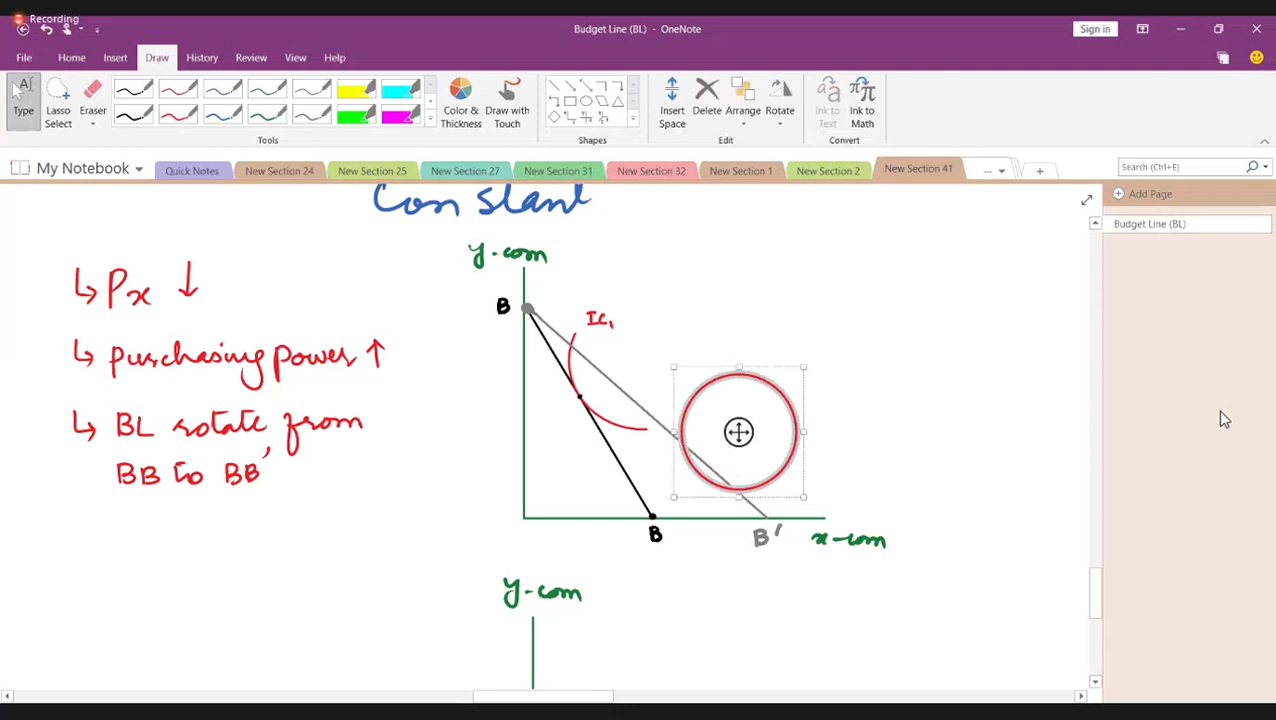 Recording
Budget Line (BL) - OneNote
Sign in
File Home Insert Draw History Review View Help
Type
Lasso Select
Eraser
Color & Thickness
Draw with Touch
Insert Space
Delete
Arrange
Rotate
Ink to Text
Ink to Math
Tools
Shapes
Edit
Convert
My Notebook
Quick Notes
New Section 24
New Section 25
New Section 27
New Section 31
New Section 32
New Section 1
New Section 2
New Section 41
...
Search (Ctrl+E)
Add Page
Budget Line (BL)
Constant
↳ Px ↓
↳ purchasing power ↑
↳ BL rotate from
BB to BB'
y-com
B
IC₁
B
B'
x-com
y-com